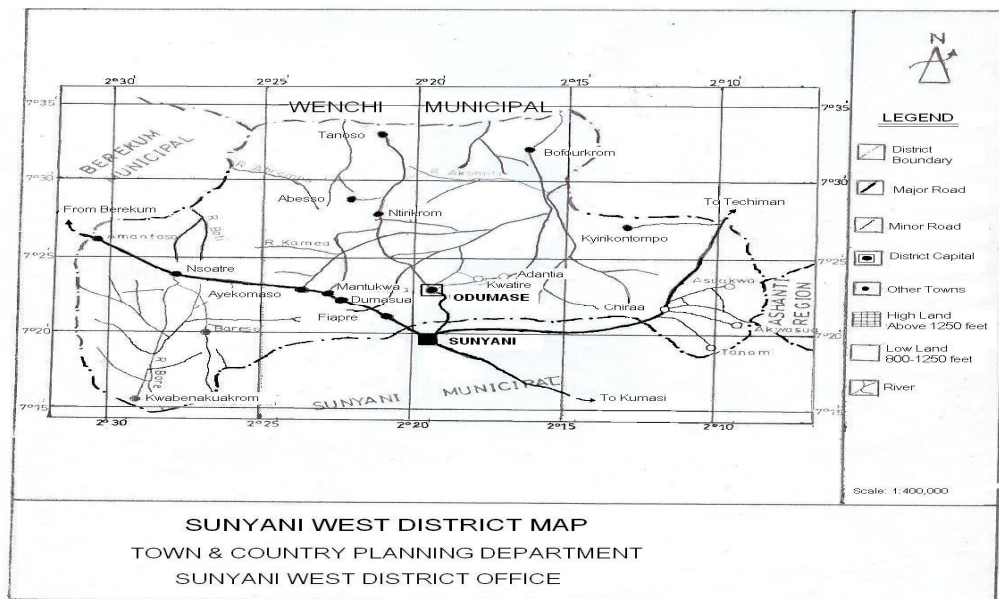 N
LEGEND
District
Boundary
Major Road
Minor Road
District Capital
Other Towns
High Land
Above 1250 feet
Low Land
800-1250 feet
River
Scale: 1:400,000
2°30'
2°25'
2°20'
2°15'
2°10'
7°35'
7°35'
WENCHI MUNICIPAL
BEREKUM
MUNICIPAL
Tanoso
Bofourkrom
7°30'
7°30'
Abesso
Ntirikrom
From Berekum
To Techiman
Amanfoso
R Kamea
Kyirikontompo
7°25'
7°25'
Nsoatre
Adantia
Kwatire
Ayekomaso
Mantukwa
ODUMASE
Dumasua
Chiraa
Fiapre
ASHANTI
REGION
7°20'
7°20'
Bareso
SUNYANI
Akwasua
Tanom
R Bore
Kwabenakuakrom
SUNYANI MUNICIPAL
To Kumasi
7°15'
7°15'
2°30'
2°25'
2°20'
2°15'
2°10'
SUNYANI WEST DISTRICT MAP
TOWN & COUNTRY PLANNING DEPARTMENT
SUNYANI WEST DISTRICT OFFICE